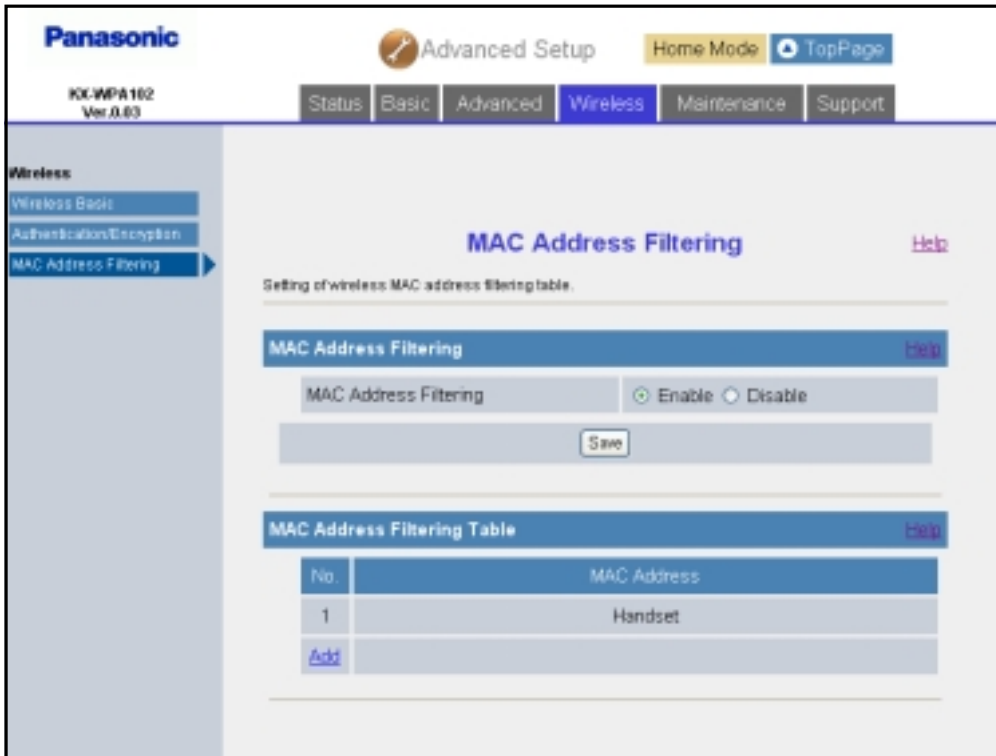 Panasonic
Advanced Setup
Home Mode
TopPage
KX-WPA102
Ver.0.03
Status Basic Advanced Wireless Maintenance Support
Wireless
Wireless Basic
Authentication/Encryption
MAC Address Filtering
MAC Address Filtering
Help
Setting of wireless MAC address filtering table.
MAC Address Filtering
Help
MAC Address Filtering
Enable Disable
Save
MAC Address Filtering Table
Help
No. MAC Address
1 Handset
Add